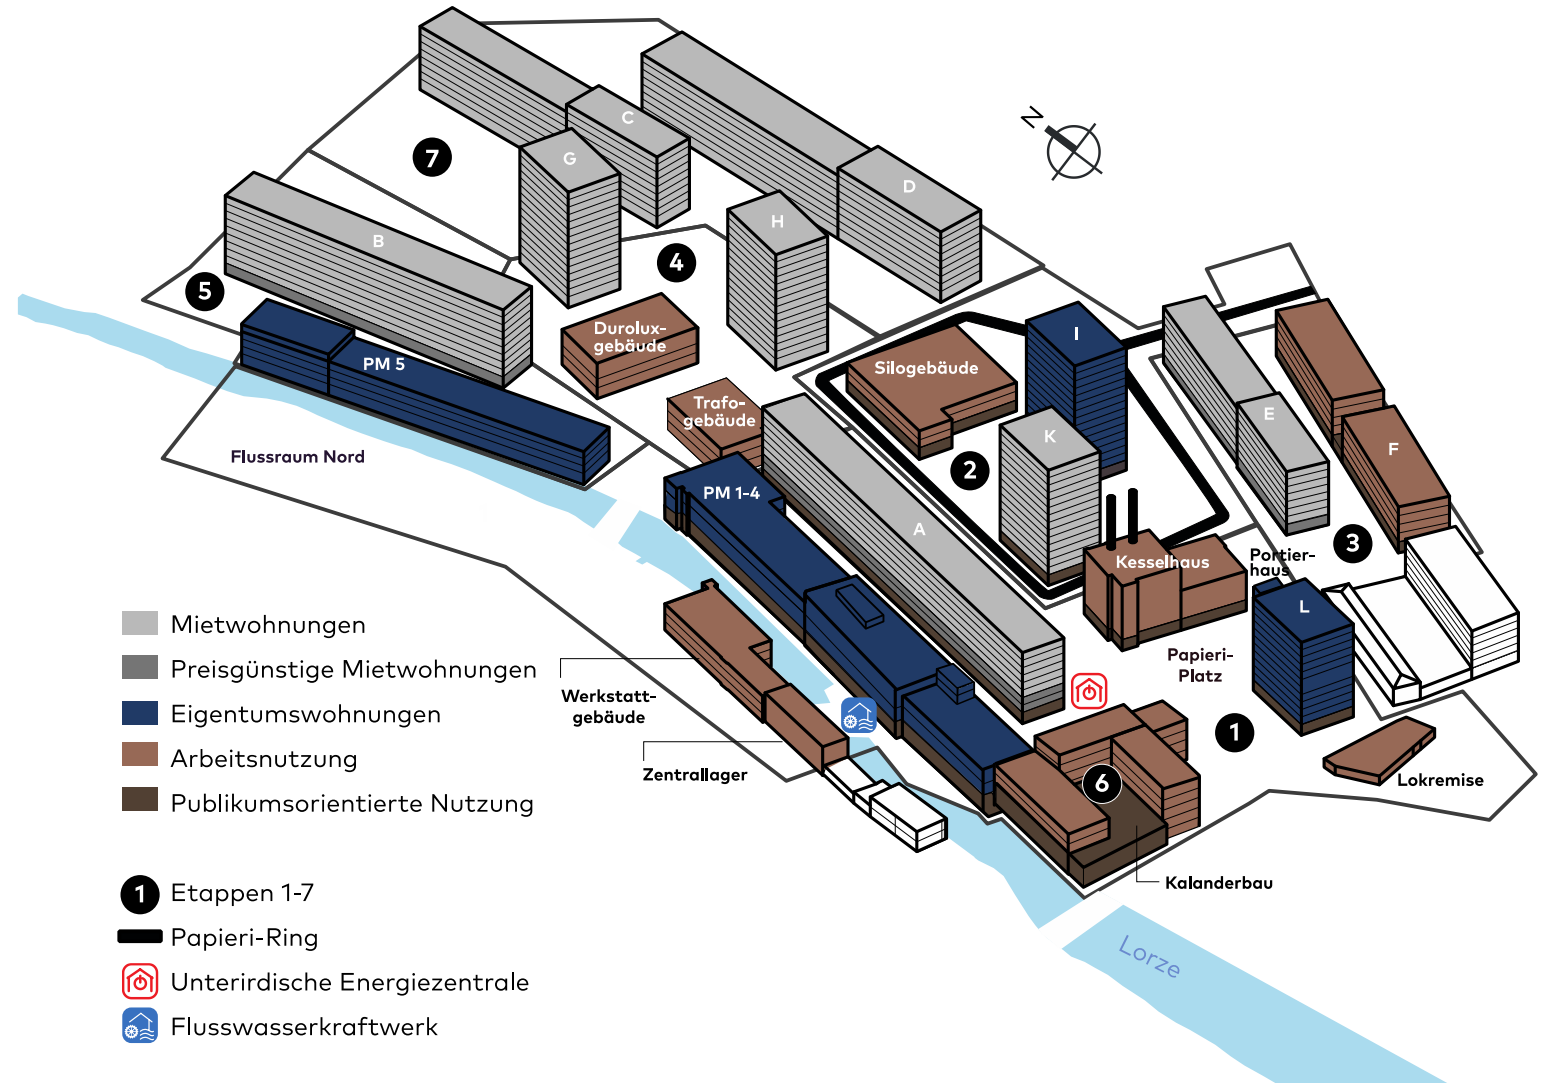 N
C
G
7
D
H
B
4
5
I
Durolux-
gebäude
PM 5
Silogebäude
Trafo-
gebäude
E
K
F
Flussraum Nord
2
PM 1-4
A
3
Kesselhaus
Portier-
haus
L
Papieri-
Platz
Werkstatt-
gebäude
1
Zentrallager
6
Lokremise
Kalanderbau
Lorze
Mietwohnungen
Preisgünstige Mietwohnungen
Eigentumswohnungen
Arbeitsnutzung
Publikumsorientierte Nutzung
1 Etappen 1-7
Papieri-Ring
Unterirdische Energiezentrale
Flusswasserkraftwerk